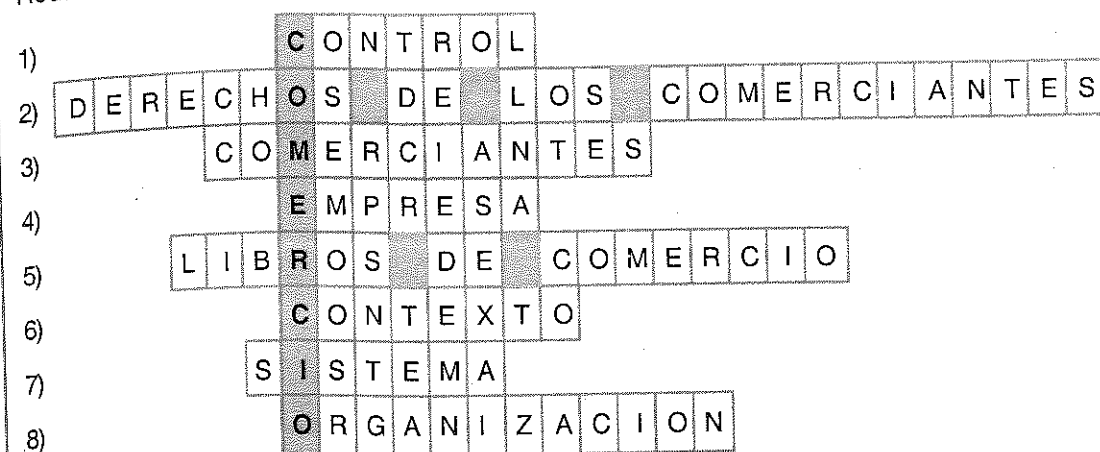 1) CONTROL
2) DERECHOS DE LOS COMERCIANTES
3) COMERCIANTES
4) EMPRESA
5) LIBROS DE COMERCIO
6) CONTEXTO
7) SISTEMA
8) ORGANIZACION